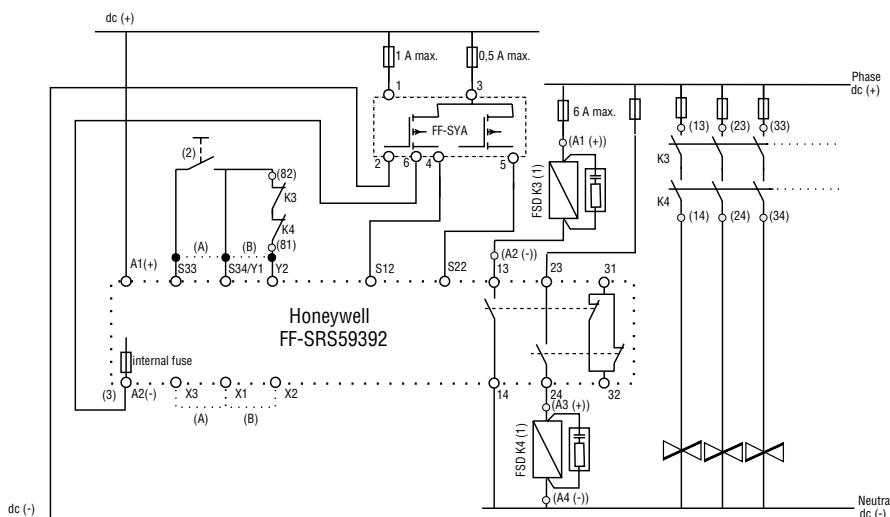 dc (+)
1 A max.
0,5 A max.
1
3
FF-SYA
2
6
4
5
Phase
dc (+)
6 A max.
(A1 (+))
FSD K3 (1)
(A2 (-))
(13)
(23)
(33)
K3
K4
(14)
(24)
(34)
(2)
(82)
K3
K4
(81)
(A)
(B)
A1(+)
S33
S34/Y1
Y2
S12
S22
13
23
31
Honeywell
FF-SRS59392
internal fuse
(3)
A2(-)
X3
X1
X2
(A)
(B)
14
24
32
(A3 (+))
FSD K4 (1)
(A4 (-))
dc (-)
Neutra
dc (-)